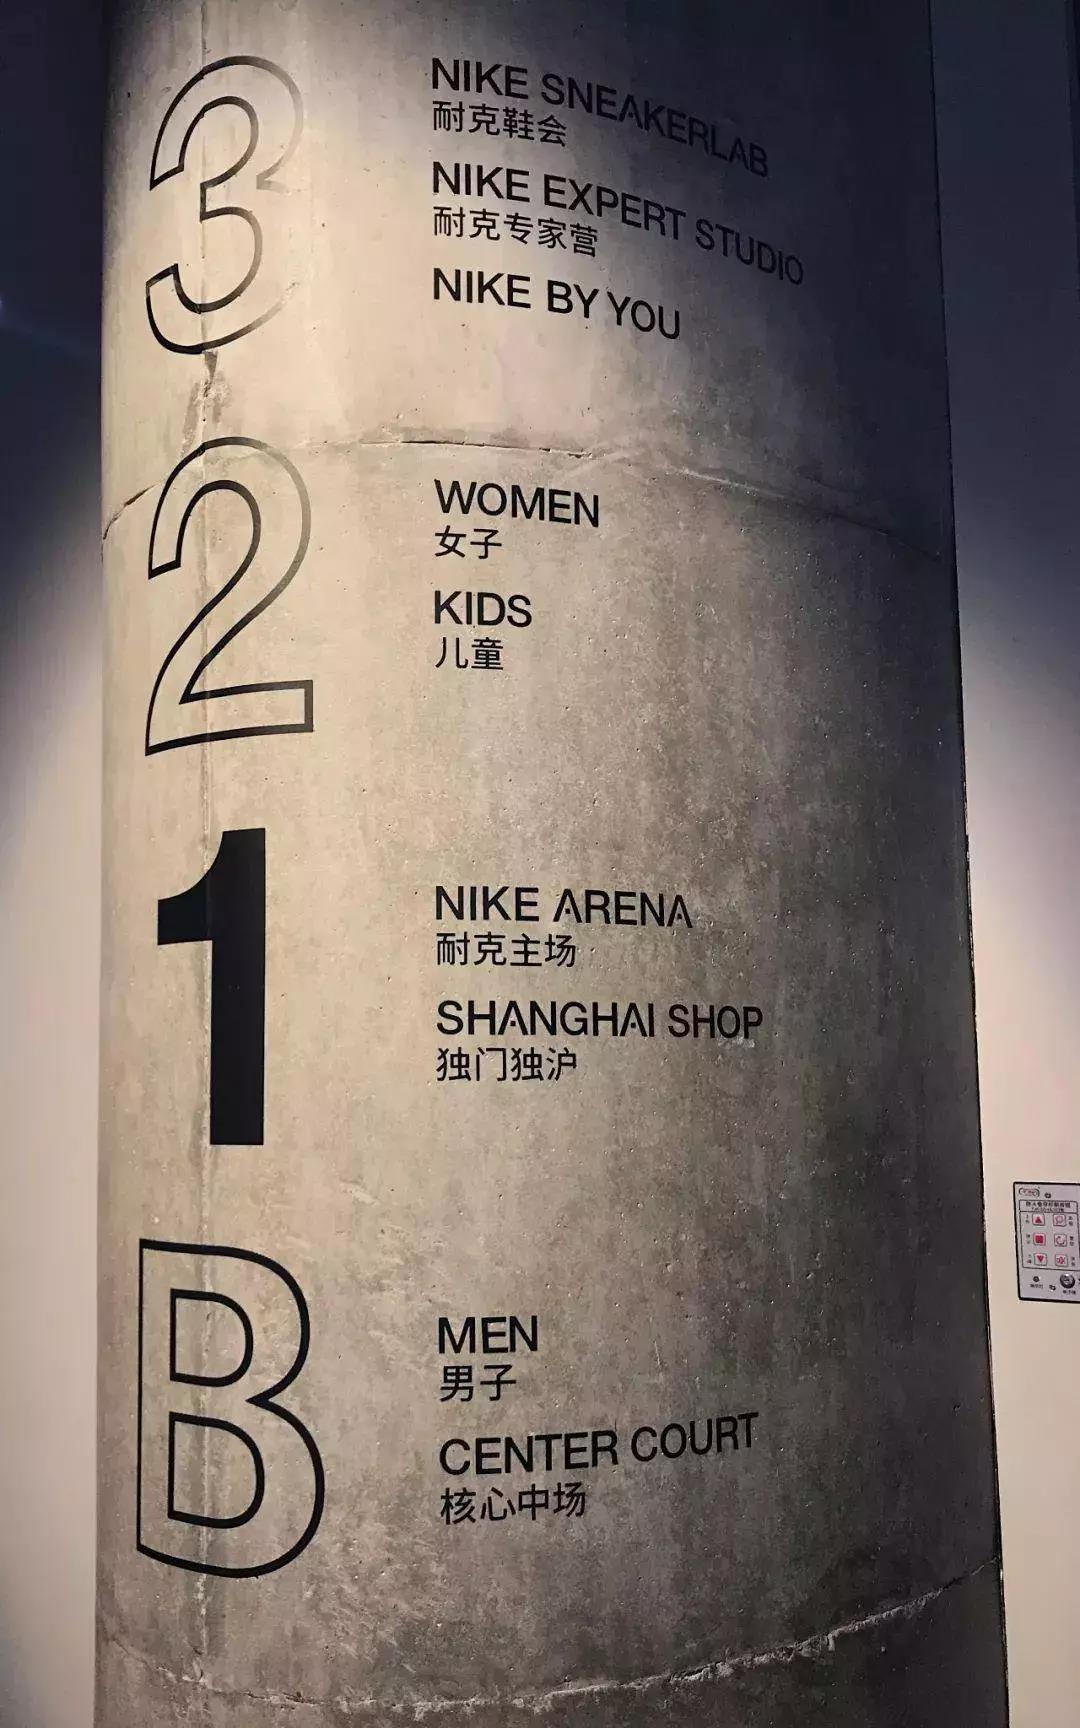 3
NIKE SNEAKERLAB
耐克鞋会
NIKE EXPERT STUDIO
耐克专家营
NIKE BY YOU
2
WOMEN
女子
KIDS
儿童
1
NIKE ARENA
耐克主场
SHANGHAI SHOP
独门独沪
B
MEN
男子
CENTER COURT
核心中场